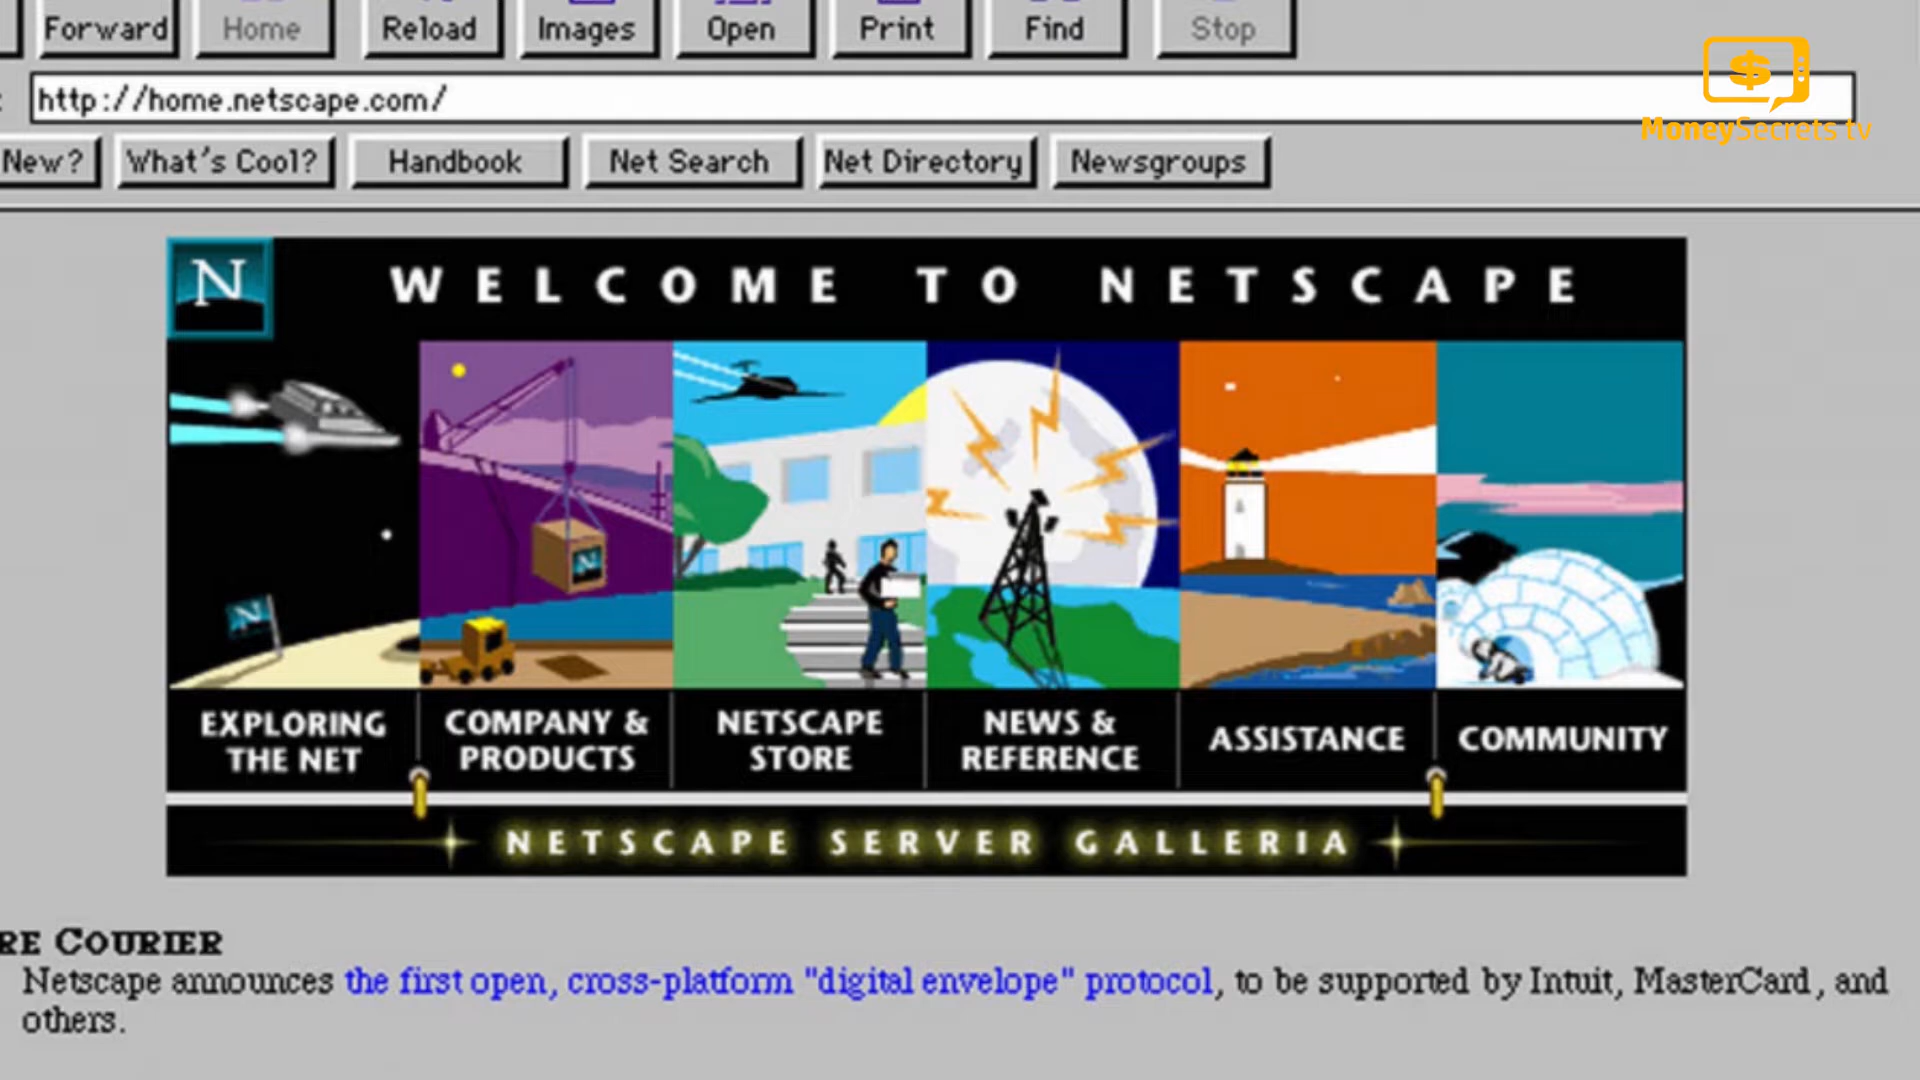 Forward Home Reload Images Open Print Find Stop
http://home.netscape.com/
MoneySecrets tv
New? What's Cool? Handbook Net Search Net Directory Newsgroups
N WELCOME TO NETSCAPE
N
N
EXPLORING THE NET
COMPANY & PRODUCTS
NETSCAPE STORE
NEWS & REFERENCE
ASSISTANCE
COMMUNITY
NETSCAPE SERVER GALLERIA
RE COURIER
Netscape announces the first open, cross-platform "digital envelope" protocol, to be supported by Intuit, MasterCard, and
others.